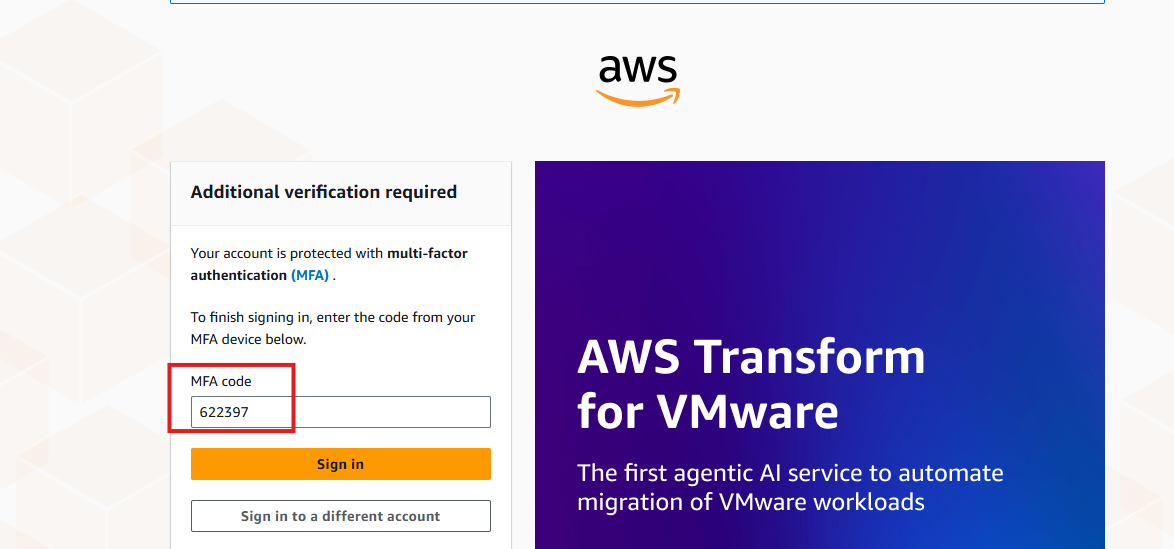 aws
Additional verification required
Your account is protected with multi-factor
authentication (MFA) .
To finish signing in, enter the code from your
MFA device below.
MFA code
622397
Sign in
Sign in to a different account
AWS Transform
for VMware
The first agentic AI service to automate
migration of VMware workloads